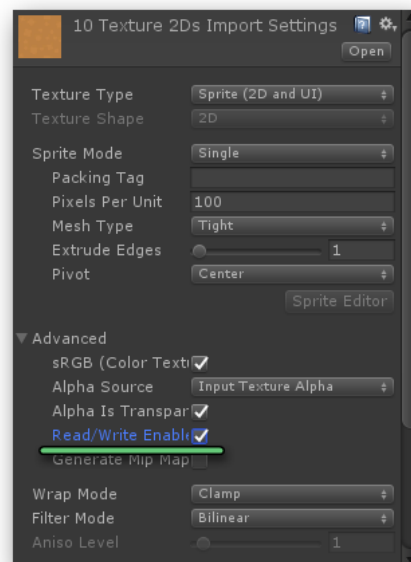 10 Texture 2Ds Import Settings
Open
Texture Type Sprite (2D and UI)
Texture Shape 2D
Sprite Mode Single
Packing Tag
Pixels Per Unit 100
Mesh Type Tight
Extrude Edges 1
Pivot Center
Sprite Editor
Advanced
sRGB (Color Textu
Alpha Source Input Texture Alpha
Alpha Is Transpar
Read/Write Enable
Generate Mip Map
Wrap Mode Clamp
Filter Mode Bilinear
Aniso Level 1